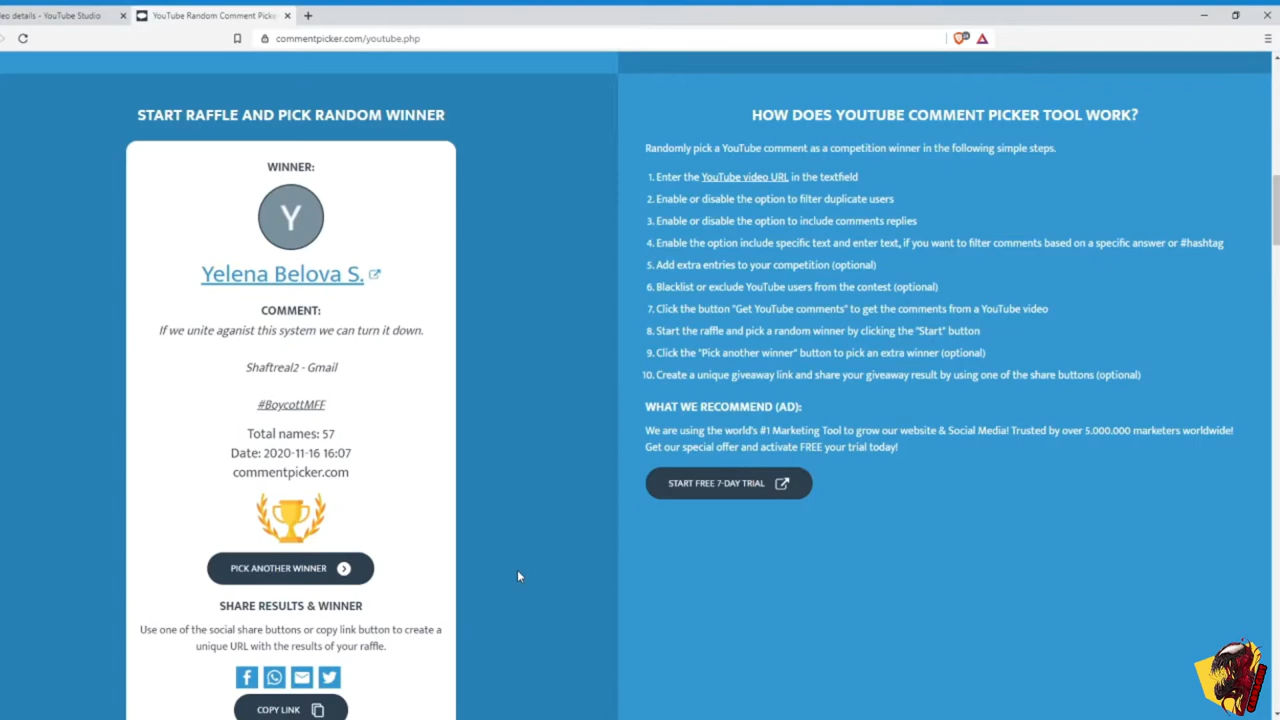 eo details - YouTube Studio
YouTube Random Comment Picke
commentpicker.com/youtube.php
START RAFFLE AND PICK RANDOM WINNER
WINNER:
Y
Yelena Belova S.
COMMENT:
If we unite aganist this system we can turn it down.
Shaftreal2 - Gmail
#BoycottMFF
Total names: 57
Date: 2020-11-16 16:07
commentpicker.com
PICK ANOTHER WINNER
SHARE RESULTS & WINNER
Use one of the social share buttons or copy link button to create a
unique URL with the results of your raffle.
COPY LINK
HOW DOES YOUTUBE COMMENT PICKER TOOL WORK?
Randomly pick a YouTube comment as a competition winner in the following simple steps.
1. Enter the YouTube video URL in the textfield
2. Enable or disable the option to filter duplicate users
3. Enable or disable the option to include comments replies
4. Enable the option include specific text and enter text, if you want to filter comments based on a specific answer or #hashtag
5. Add extra entries to your competition (optional)
6. Blacklist or exclude YouTube users from the contest (optional)
7. Click the button "Get YouTube comments" to get the comments from a YouTube video
8. Start the raffle and pick a random winner by clicking the "Start" button
9. Click the "Pick another winner" button to pick an extra winner (optional)
10. Create a unique giveaway link and share your giveaway result by using one of the share buttons (optional)
WHAT WE RECOMMEND (AD):
We are using the world's #1 Marketing Tool to grow our website & Social Media! Trusted by over 5.000.000 marketers worldwide!
Get our special offer and activate FREE your trial today!
START FREE 7-DAY TRIAL